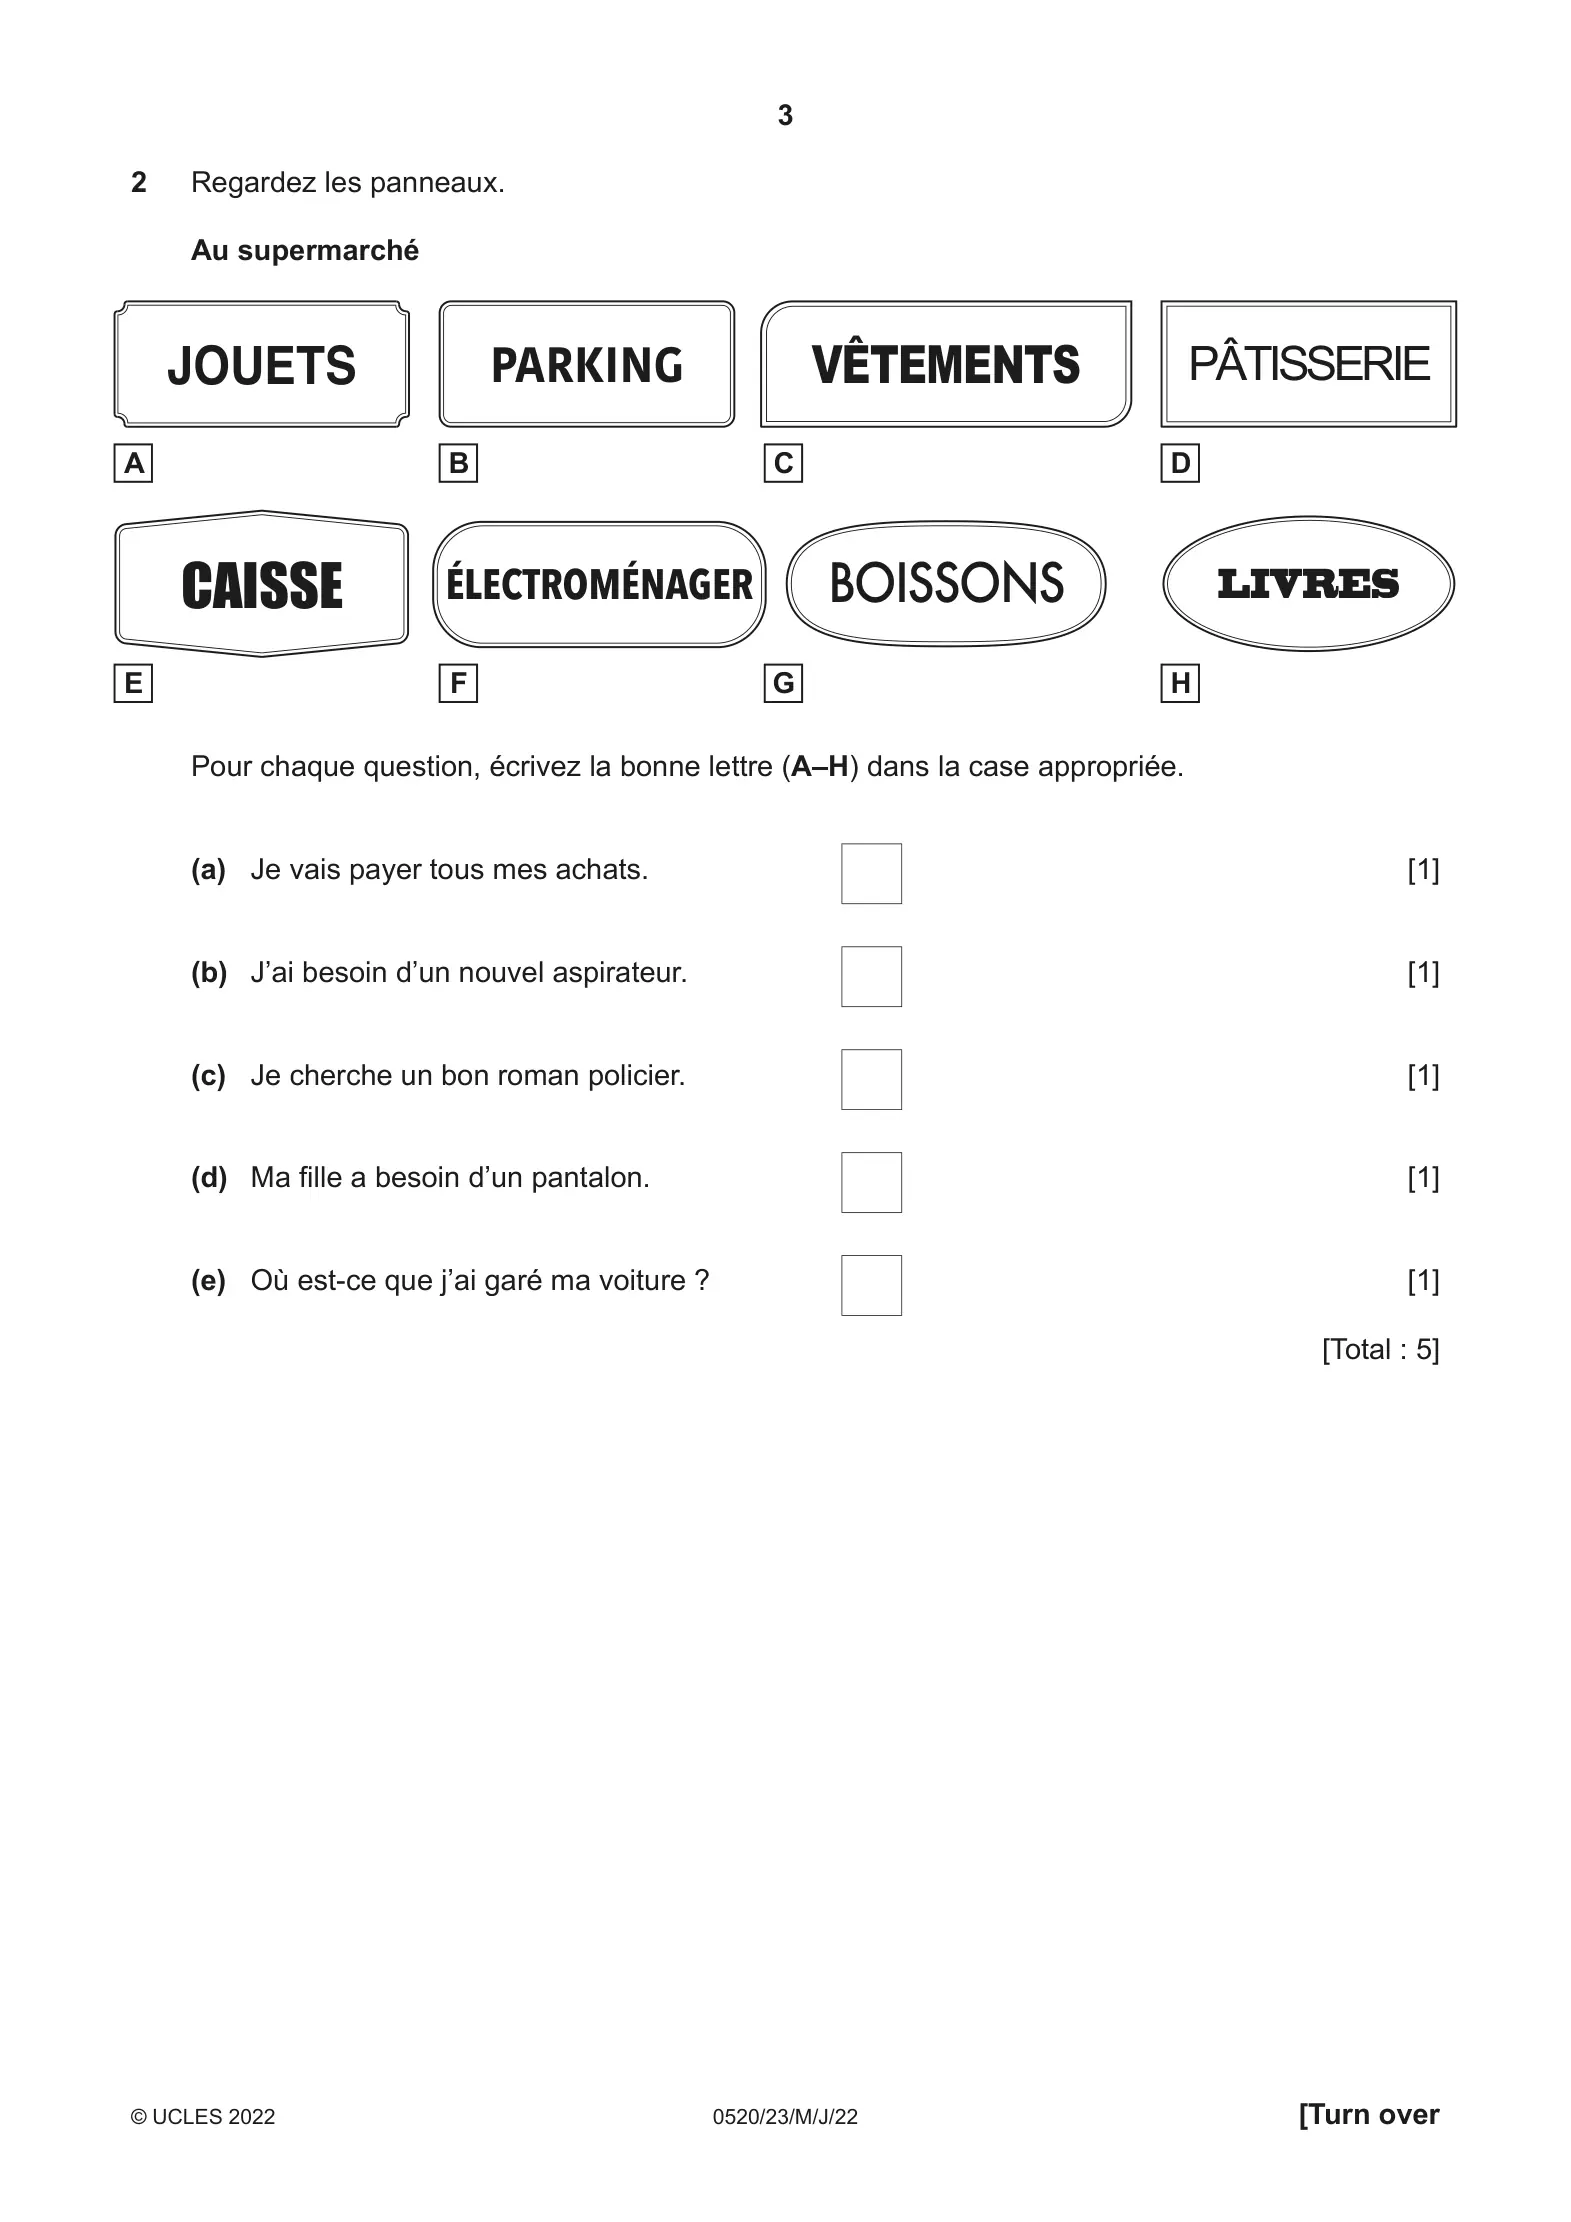 3
2 Regardez les panneaux.
Au supermarché
JOUETS PARKING VÊTEMENTS PÂTISSERIE
A B C D
CAISSE ÉLECTROMÉNAGER BOISSONS LIVRES
E F G H
Pour chaque question, écrivez la bonne lettre (A–H) dans la case appropriée.
(a) Je vais payer tous mes achats. [1]
(b) J’ai besoin d’un nouvel aspirateur. [1]
(c) Je cherche un bon roman policier. [1]
(d) Ma fille a besoin d’un pantalon. [1]
(e) Où est-ce que j’ai garé ma voiture ? [1]
[Total : 5]
© UCLES 2022 0520/23/M/J/22 [Turn over